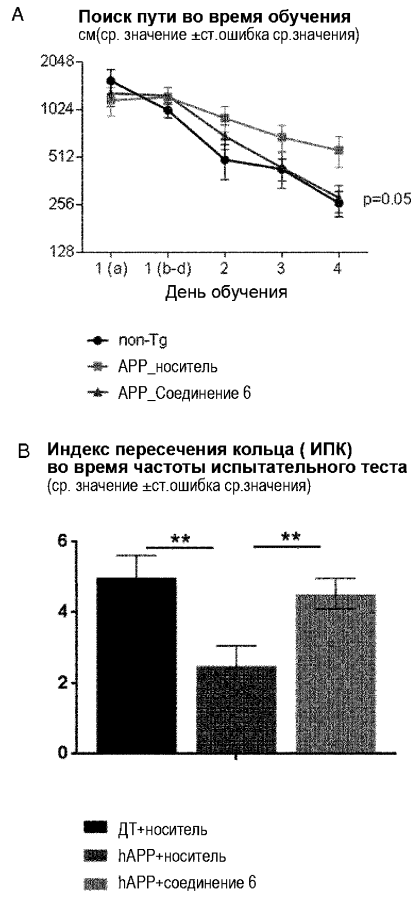 A
Поиск пути во время обучения
см(ср. значение ±ст.ошибка ср.значения)
2048
1024
512
256
128
p=0.05
1 (a)
1 (b-d)
2
3
4
День обучения
non-Tg
APP_носитель
APP_Соединение 6
B
Индекс пересечения кольца ( ИПК)
во время частоты испытательного теста
(ср. значение ±ст.ошибка ср.значения)
6
4
2
0
**
**
ДТ+носитель
hAPP+носитель
hAPP+соединение 6